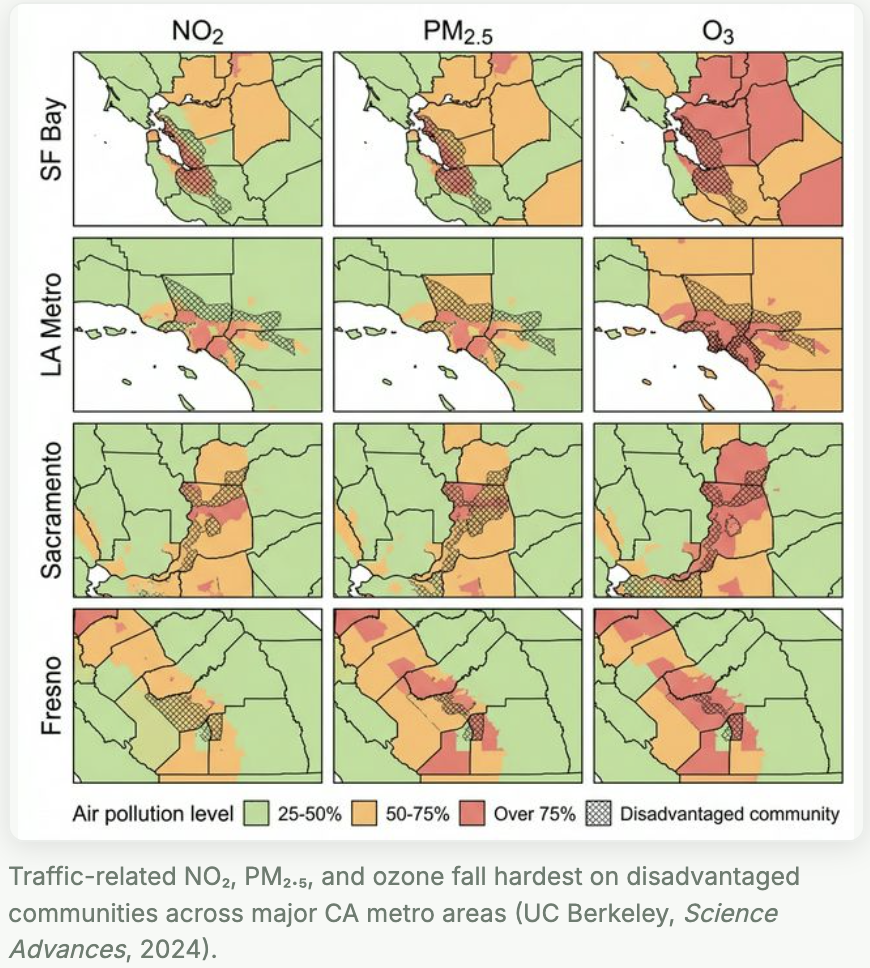 NO₂ PM₂.₅ O₃
SF Bay
LA Metro
Sacramento
Fresno
Air pollution level 25-50% 50-75% Over 75% Disadvantaged community
Traffic-related NO₂, PM₂.₅, and ozone fall hardest on disadvantaged
communities across major CA metro areas (UC Berkeley, Science
Advances, 2024).